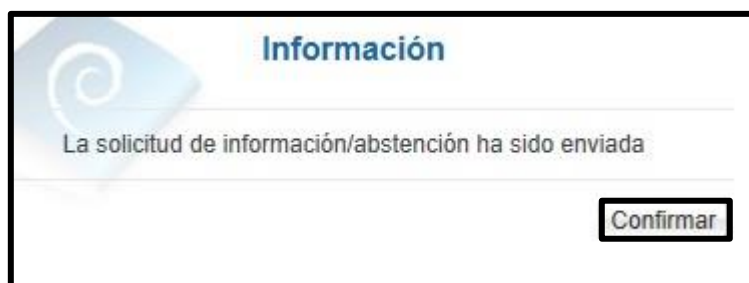 Información
La solicitud de información/abstención ha sido enviada
Confirmar